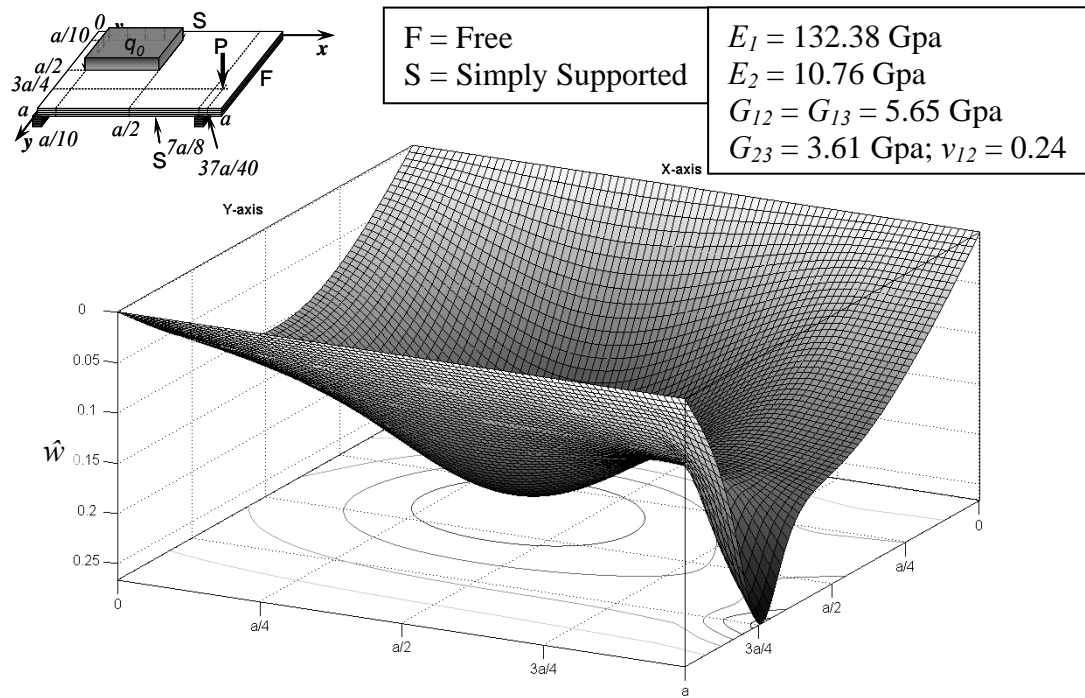 0
S
a/10
q₀
P
x
a/2
3a/4
F
a
a/10
a/2
a
y
S
7a/8
37a/40
F = Free
S = Simply Supported
E₁ = 132.38 Gpa
E₂ = 10.76 Gpa
G₁₂ = G₁₃ = 5.65 Gpa
G₂₃ = 3.61 Gpa; ν₁₂ = 0.24
X-axis
Y-axis
0
0.05
0.1
0.15
0.2
0.25
ŵ
0
a/4
a/2
3a/4
a
3a/4
a/2
a/4
0